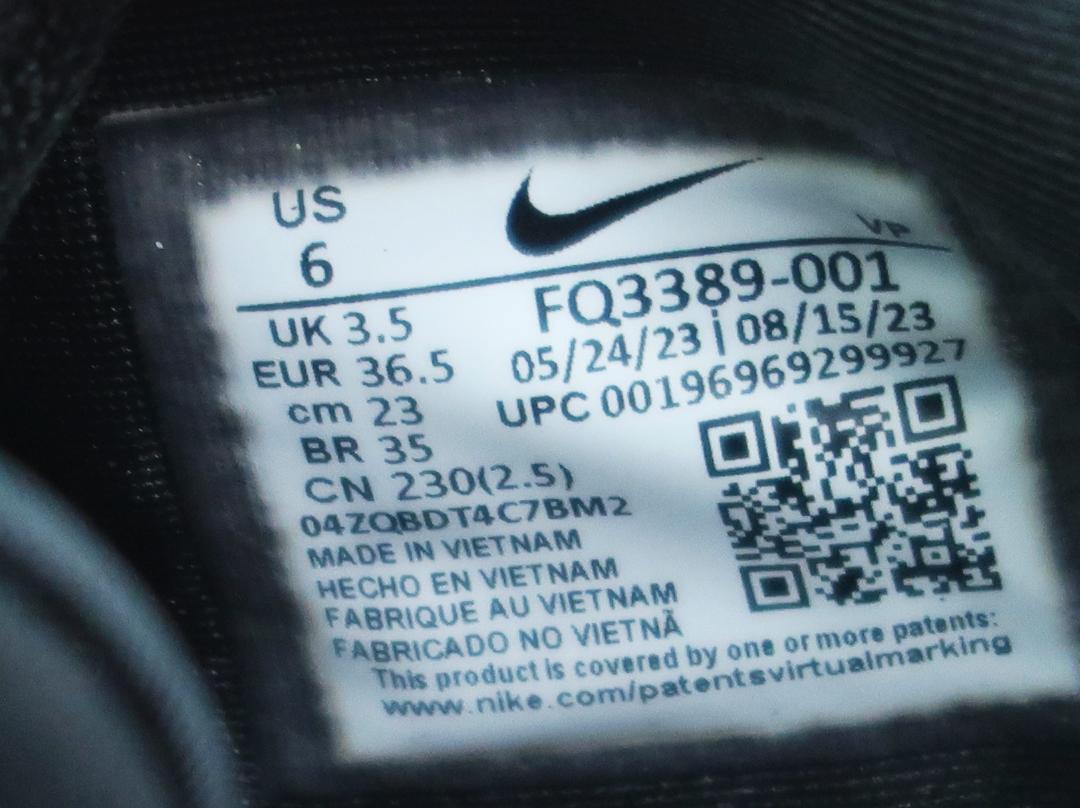 US
6
VP
UK 3.5
EUR 36.5
cm 23
BR 35
CN 230(2.5)
FQ3389-001
05/24/23 | 08/15/23
UPC 00196969299927
04ZQBDT4C7BM2
MADE IN VIETNAM
HECHO EN VIETNAM
FABRIQUE AU VIETNAM
FABRICADO NO VIETNÃ
This product is covered by one or more patents:
www.nike.com/patentsvirtualmarking